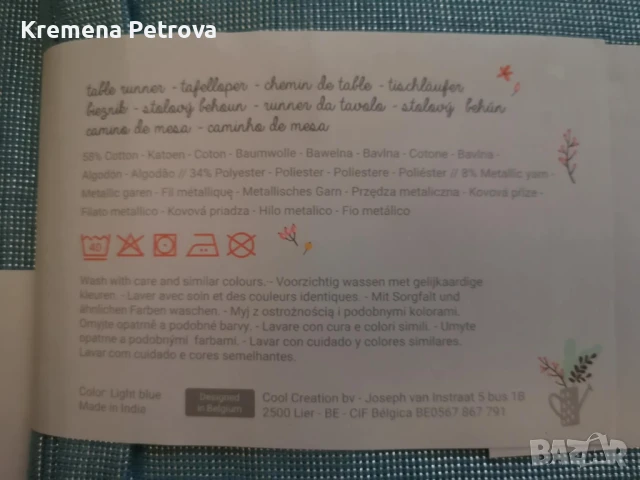 Kremena Petrova
table runner - tafelloper - chemin de table - tischläufer
bieżnik - stolový behoun - runner da tavolo - stolový behún
camino de mesa - caminho de mesa
58% Cotton - Katoen - Coton - Baumwolle - Bawełna - Bavlna - Cotone - Bavlna -
Algodón - Algodão // 34% Polyester - Poliester - Poliestere - Poliéster // 8% Metallic yarn -
Metallic garen - Fil métallique - Metallisches Garn - Przędza metaliczna - Kovová příze -
Filato metallico - Kovová priadza - Hilo metalico - Fio metálico
40
Wash with care and similar colours. - Voorzichtig wassen met gelijkaardige
kleuren. - Laver avec soin et des couleurs identiques. - Mit Sorgfalt und
ähnlichen Farben waschen. - Myj z ostrożnością i podobnymi kolorami.
Omyjte opatrně a podobné barvy. - Lavare con cura e colori simili. - Umyte
opatrne a podobnými farbami. - Lavar con cuidado y colores similares.
Lavar com cuidado e cores semelhantes.
Color: Light blue
Made in India
Designed
in Belgium
Cool Creation bv - Joseph van Instraat 5 bus 18
2500 Lier - BE - CIF Bélgica BE0567 867 791
BAZAR
bg